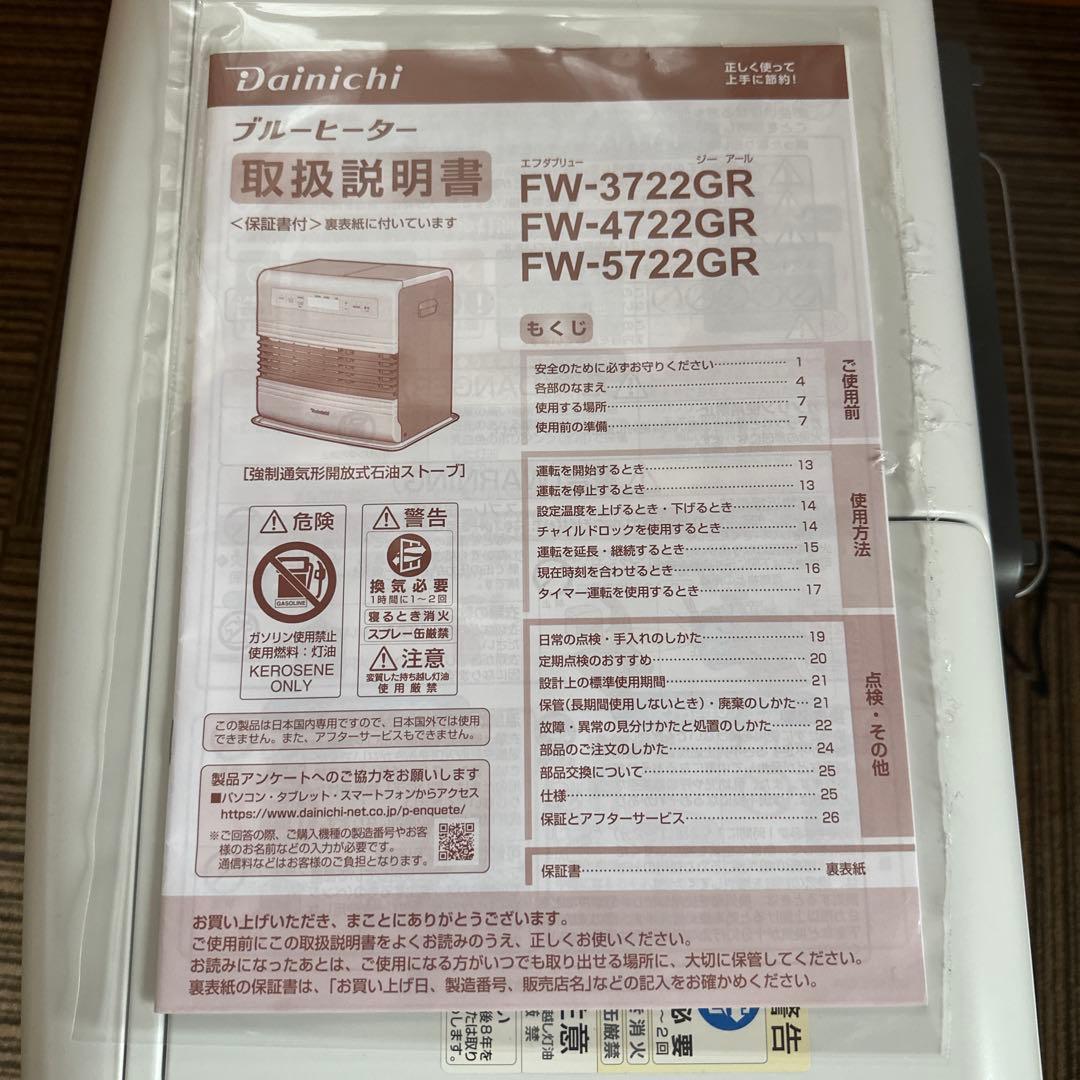 Dainichi
正しく使って
上手に節約!
ブルーヒーター
取扱説明書
<保証書付>裏表紙に付いています
エフダブリュー ジー アール
FW-3722GR
FW-4722GR
FW-5722GR
Dainichi
[強制通気形開放式石油ストーブ]
もくじ
安全のために必ずお守りください 1
各部のなまえ 4
使用する場所 7
使用前の準備 7
ご使用前
運転を開始するとき 13
運転を停止するとき 13
設定温度を上げるとき・下げるとき 14
チャイルドロックを使用するとき 14
運転を延長・継続するとき 15
現在時刻を合わせるとき 16
タイマー運転を使用するとき 17
使用方法
日常の点検・手入れのしかた 19
定期点検のおすすめ 20
設計上の標準使用期間 21
保管(長期間使用しないとき)・廃棄のしかた 21
故障・異常の見分けかたと処置のしかた 22
部品のご注文のしかた 24
部品交換について 25
仕様 25
保証とアフターサービス 26
点検・その他
保証書 裏表紙
危険
GASOLINE
ガソリン使用禁止
使用燃料:灯油
KEROSENE
ONLY
警告
換気必要
1時間に1~2回
寝るとき消火
スプレー缶厳禁
注意
変質した持ち越し灯油
使用厳禁
この製品は日本国内専用ですので、日本国外では使用
できません。また、アフターサービスもできません。
製品アンケートへのご協力をお願いします
■パソコン・タブレット・スマートフォンからアクセス
https://www.dainichi-net.co.jp/p-enquete/
※ご回答の際、ご購入機種の製造番号やお客
様のお名前などの入力が必要です。
通信料などはお客様のご負担となります。
お買い上げいただき、まことにありがとうございます。
ご使用前にこの取扱説明書をよくお読みのうえ、正しくお使いください。
お読みになったあとは、ご使用になる方がいつでも取り出せる場所に、大切に保管してください。
裏表紙の保証書は、「お買い上げ日、製造番号、販売店名」などの記入をお確かめください。
警告
必要
~2回
消火
缶厳禁
意
越し灯油
厳禁
後8年を